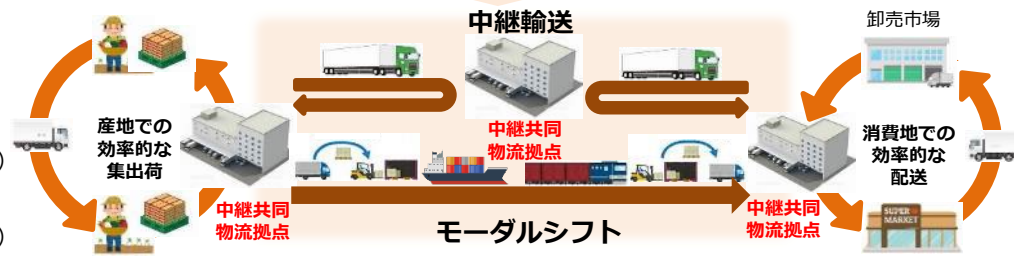 中継輸送
卸売市場
産地での
効率的な
集出荷
中継共同
物流拠点
中継共同
物流拠点
消費地での
効率的な
配送
中継共同
物流拠点
SUPER
MARKET
モーダルシフト
)
)